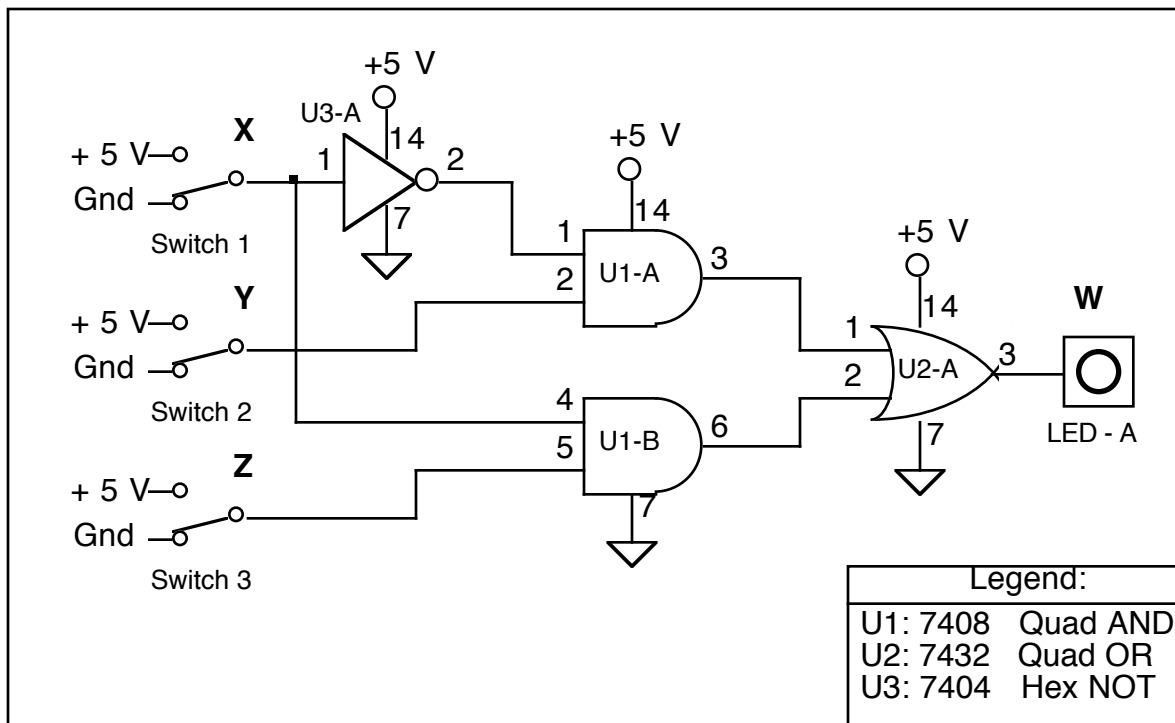 +5 V
U3-A
X
14
+5 V
+ 5 V
1
2
Gnd
7
14
Switch 1
1
3
+5 V
2
U1-A
Y
W
+ 5 V
14
1
Gnd
3
2
U2-A
Switch 2
4
6
7
LED - A
5
U1-B
Z
+ 5 V
7
Gnd
Switch 3
Legend:
U1: 7408 Quad AND
U2: 7432 Quad OR
U3: 7404 Hex NOT